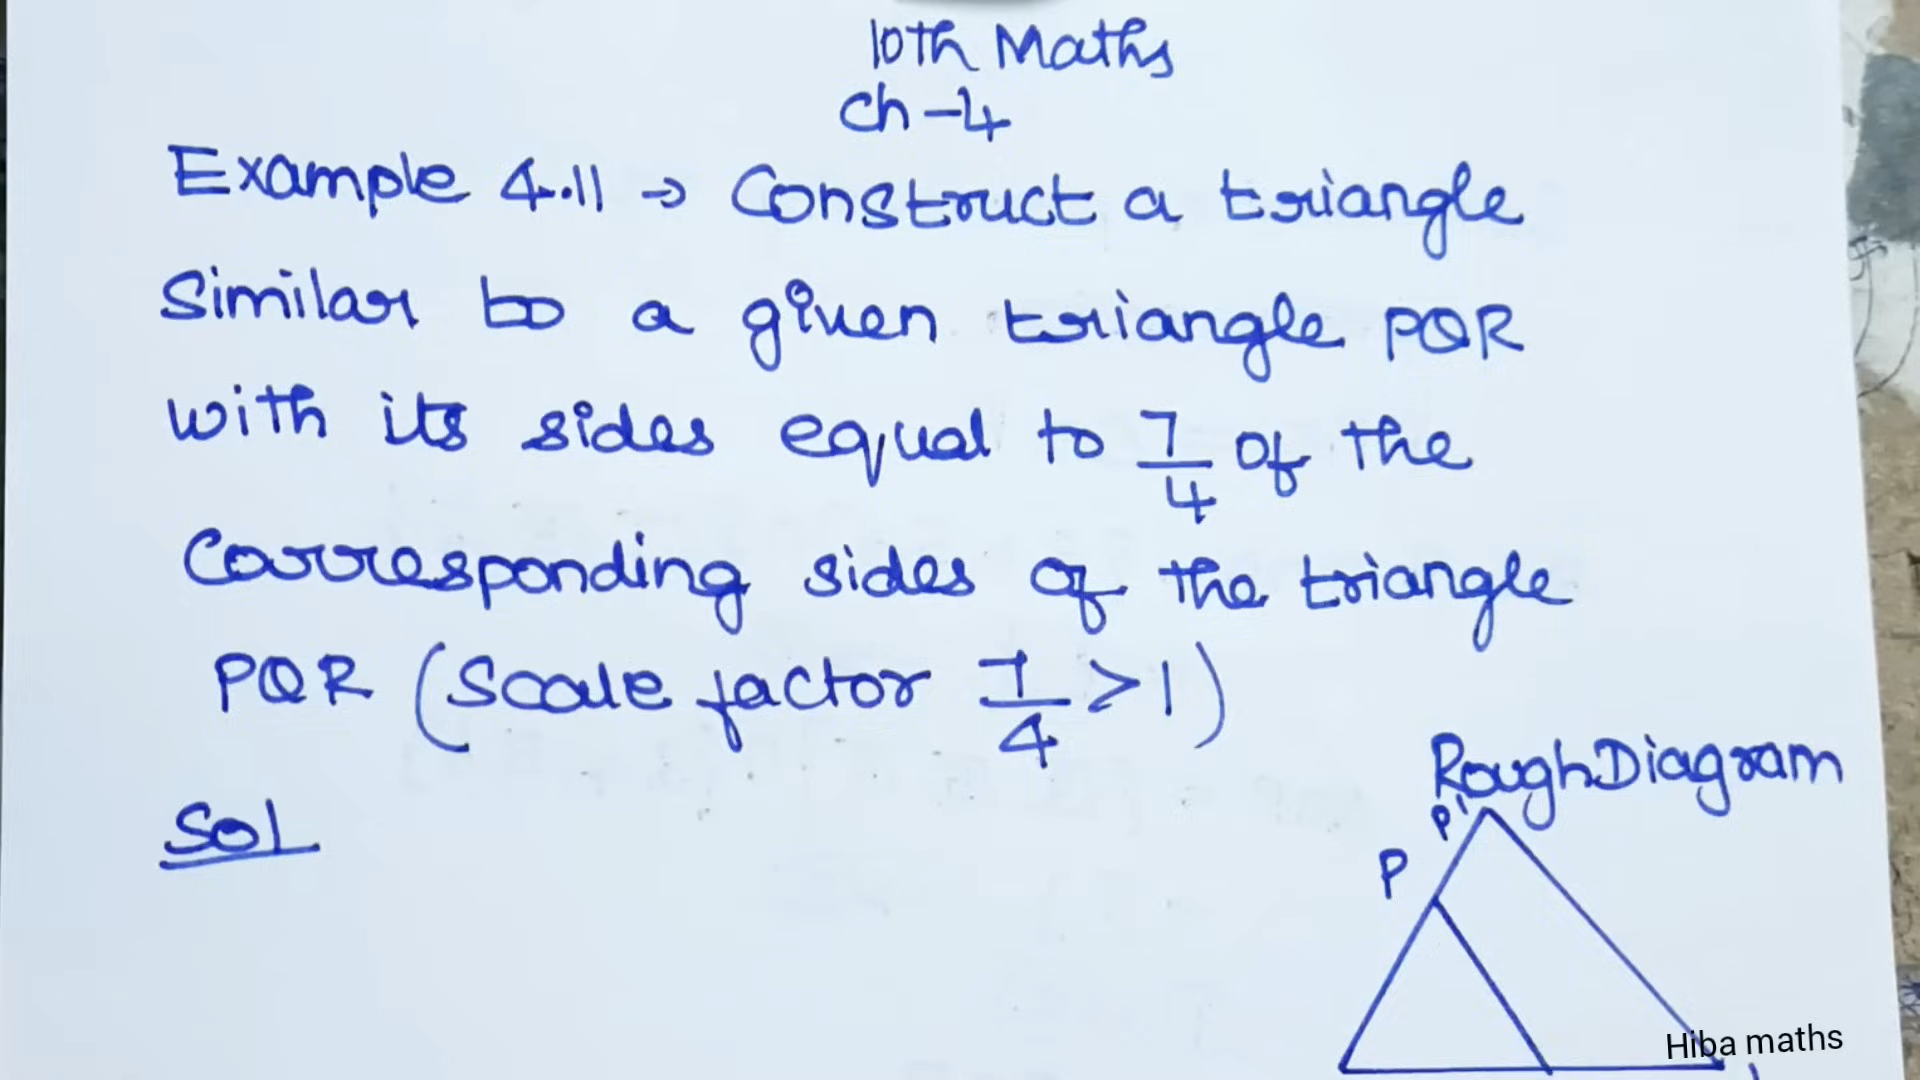 10th Maths
Ch-4
Example 4.11 → Construct a triangle
Similar to a given triangle PQR
with its sides equal to 7/4 of the
Corresponding sides of the triangle
PQR (Scale factor 7/4 > 1)
Rough Diagram
Sol
P'
P
Hiba maths